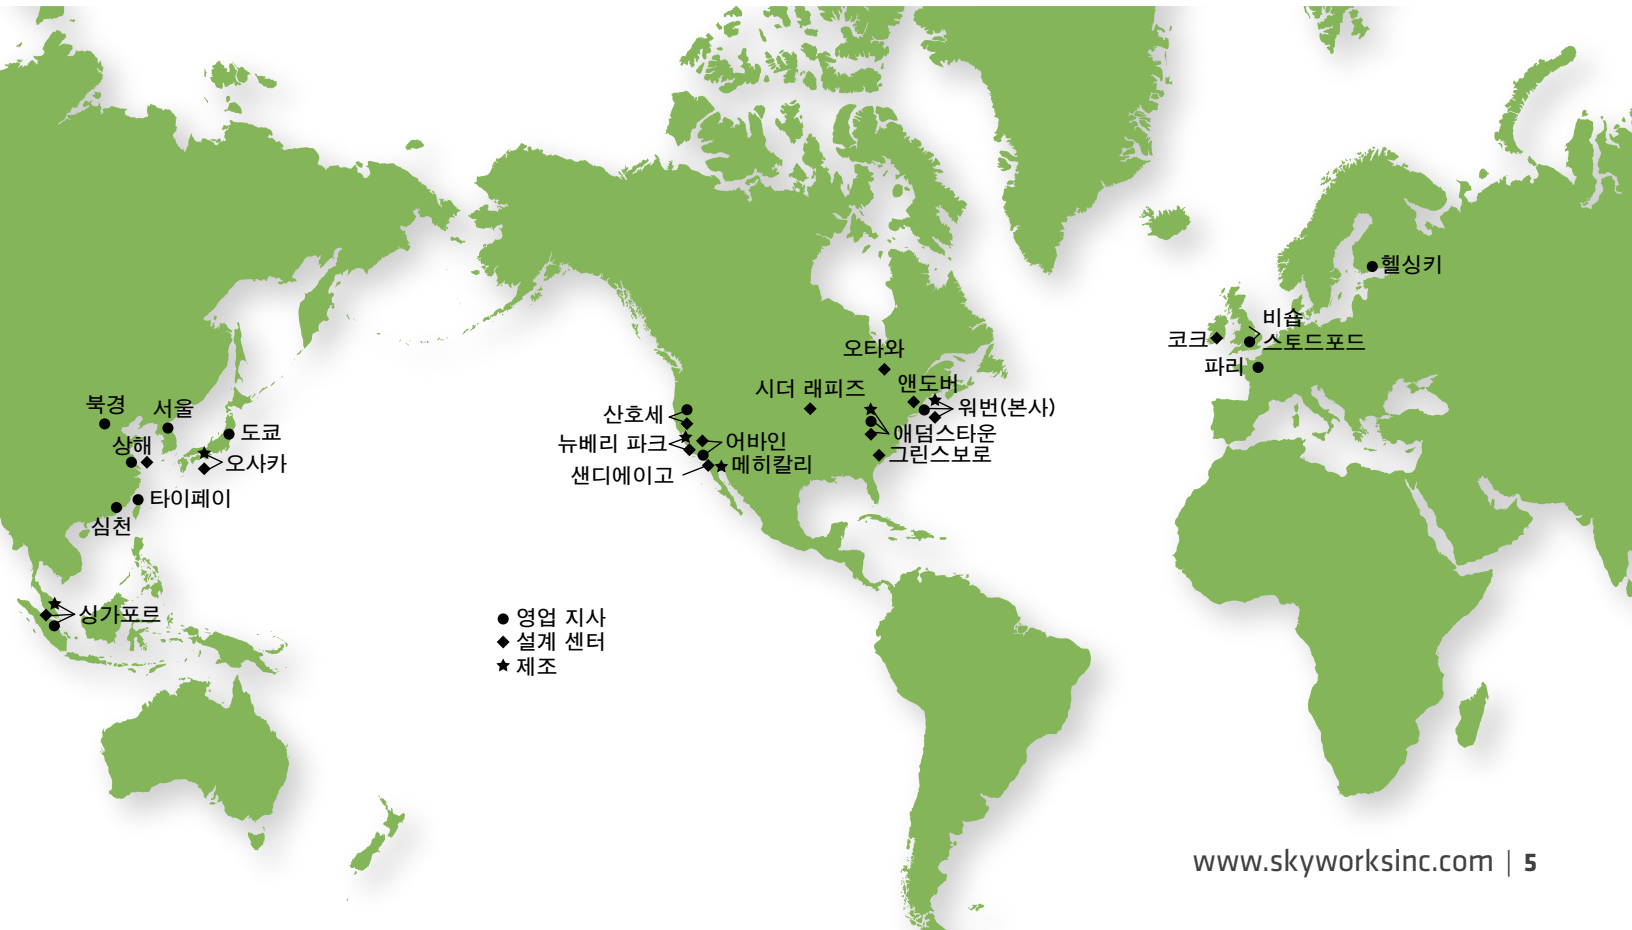 헬싱키
비숍
스토드포드
코크
파리
오타와
앤도버
시더 래피즈
워번(본사)
산호세
애덤스타운
뉴베리 파크
어바인
그린스보로
샌디에이고
메히칼리
북경
서울
도쿄
상해
오사카
타이페이
심천
싱가포르
영업 지사
설계 센터
제조
www.skyworksinc.com | 5